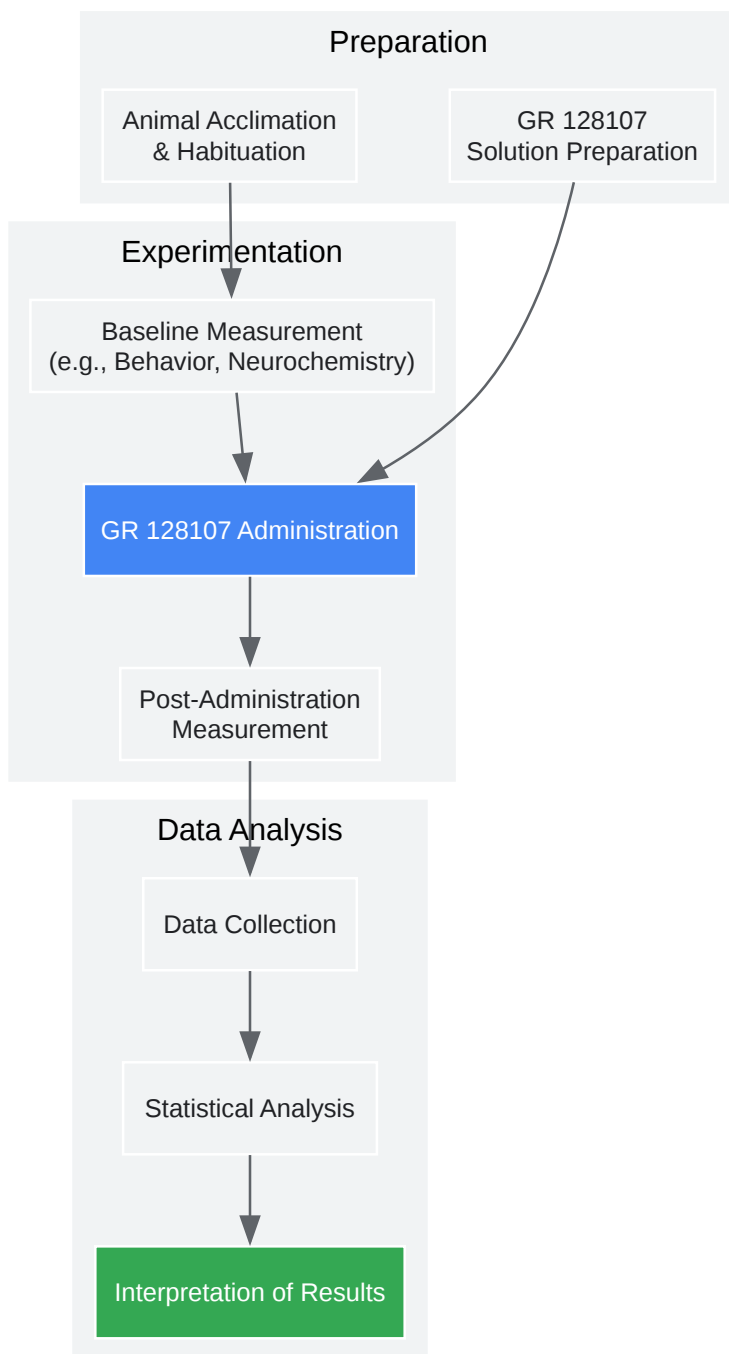 Preparation
Animal Acclimation
& Habituation
GR 128107
Solution Preparation
Experimentation
Baseline Measurement
(e.g., Behavior, Neurochemistry)
GR 128107 Administration
Post-Administration
Measurement
Data Analysis
Data Collection
Statistical Analysis
Interpretation of Results